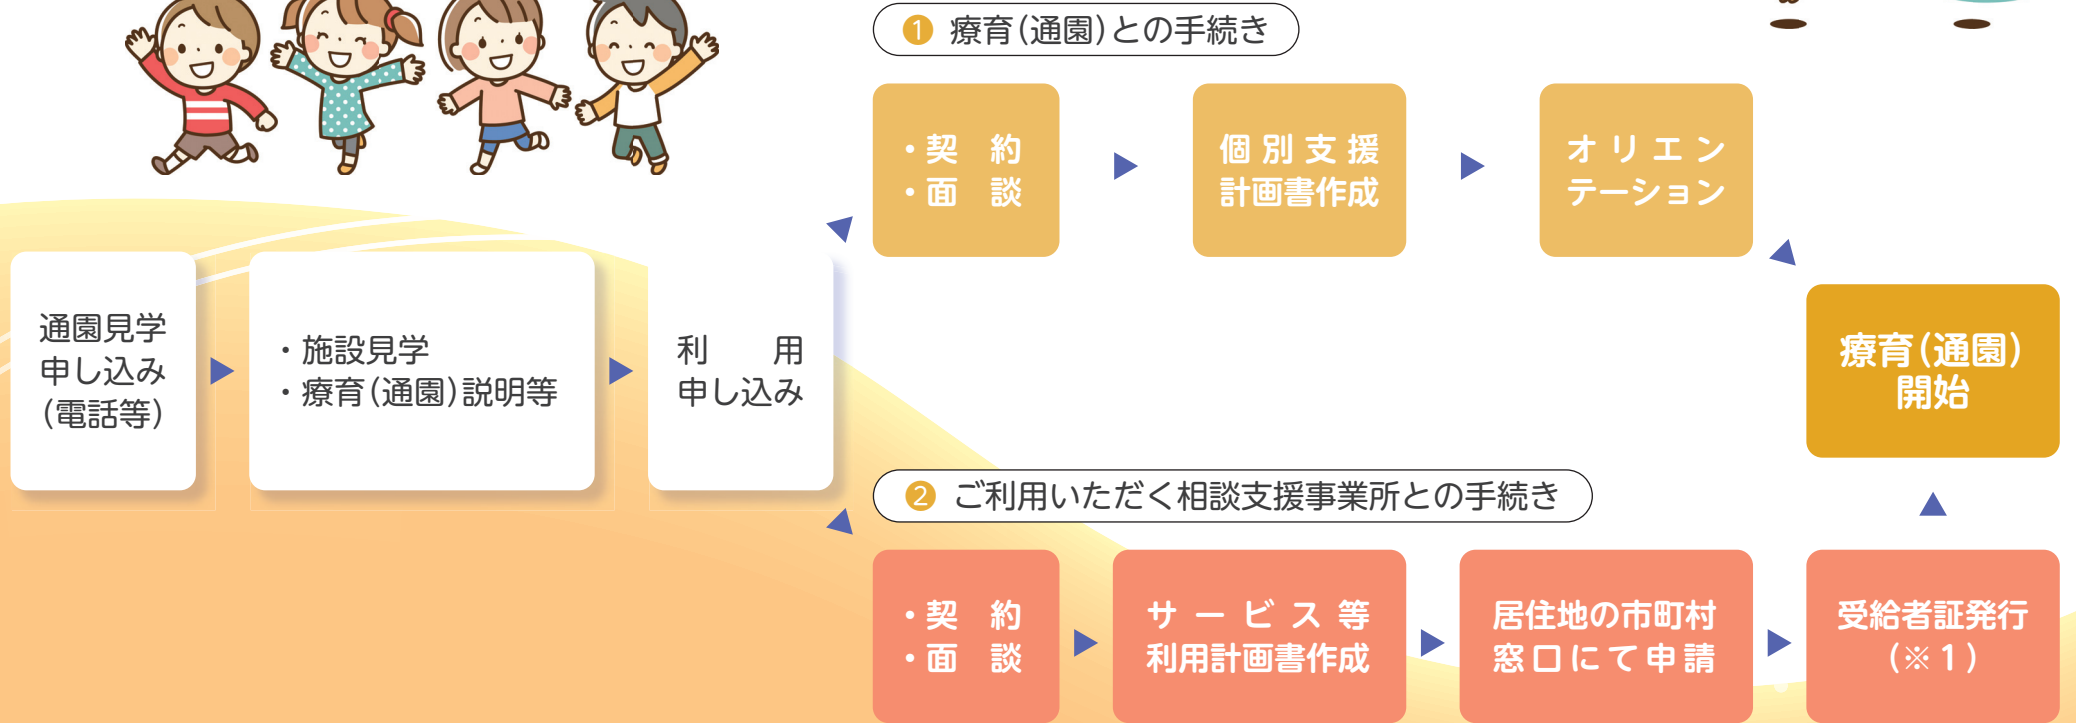 通園見学
申し込み
(電話等)
・施設見学
・療育(通園)説明等
利　用
申し込み
❶ 療育(通園)との手続き
・契　約
・面　談
個別支援
計画書作成
オリエン
テーション
❷ ご利用いただく相談支援事業所との手続き
・契　約
・面　談
サービス等
利用計画書作成
居住地の市町村
窓口にて申請
受給者証発行
(※1)
療育(通園)
開始